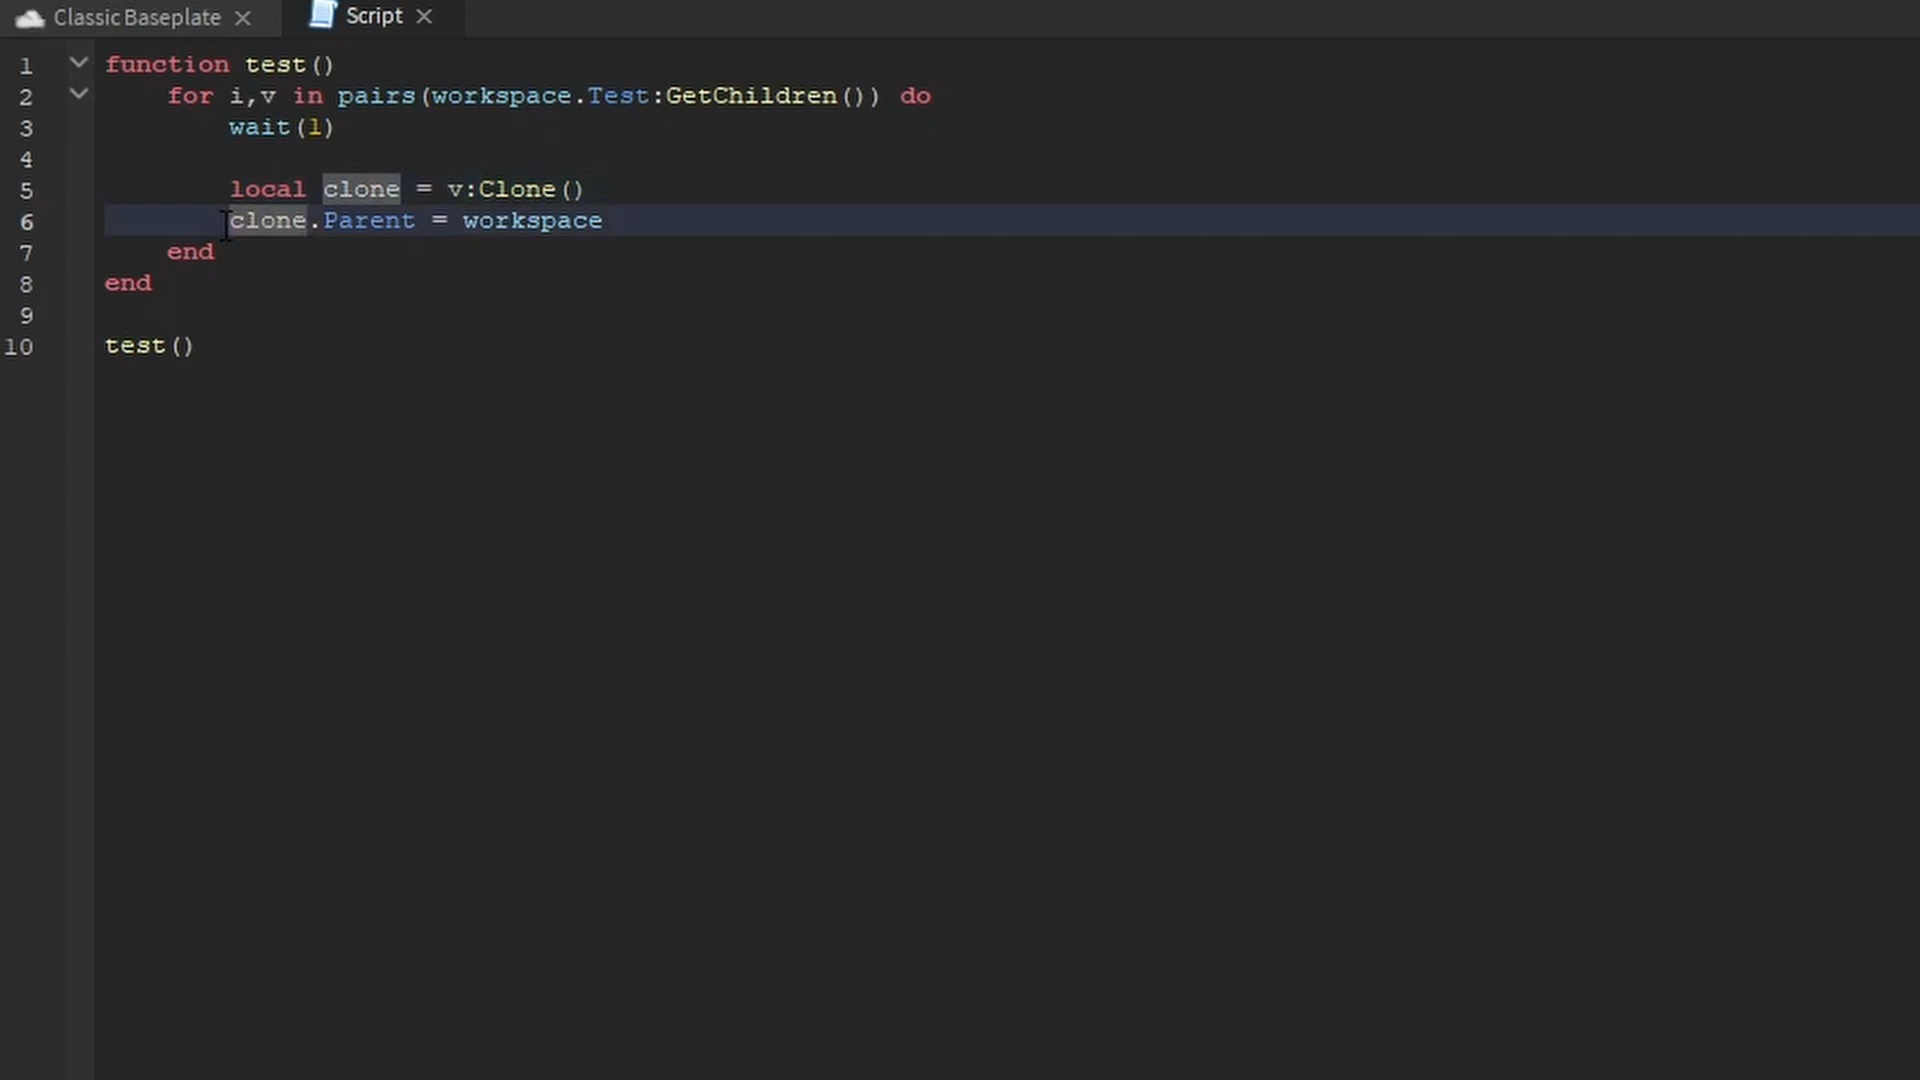 Classic Baseplate
Script
1 function test()
2 for i,v in pairs(workspace.Test:GetChildren()) do
3 wait(1)
4
5 local clone = v:Clone()
6 clone.Parent = workspace
7 end
8 end
9
10 test()